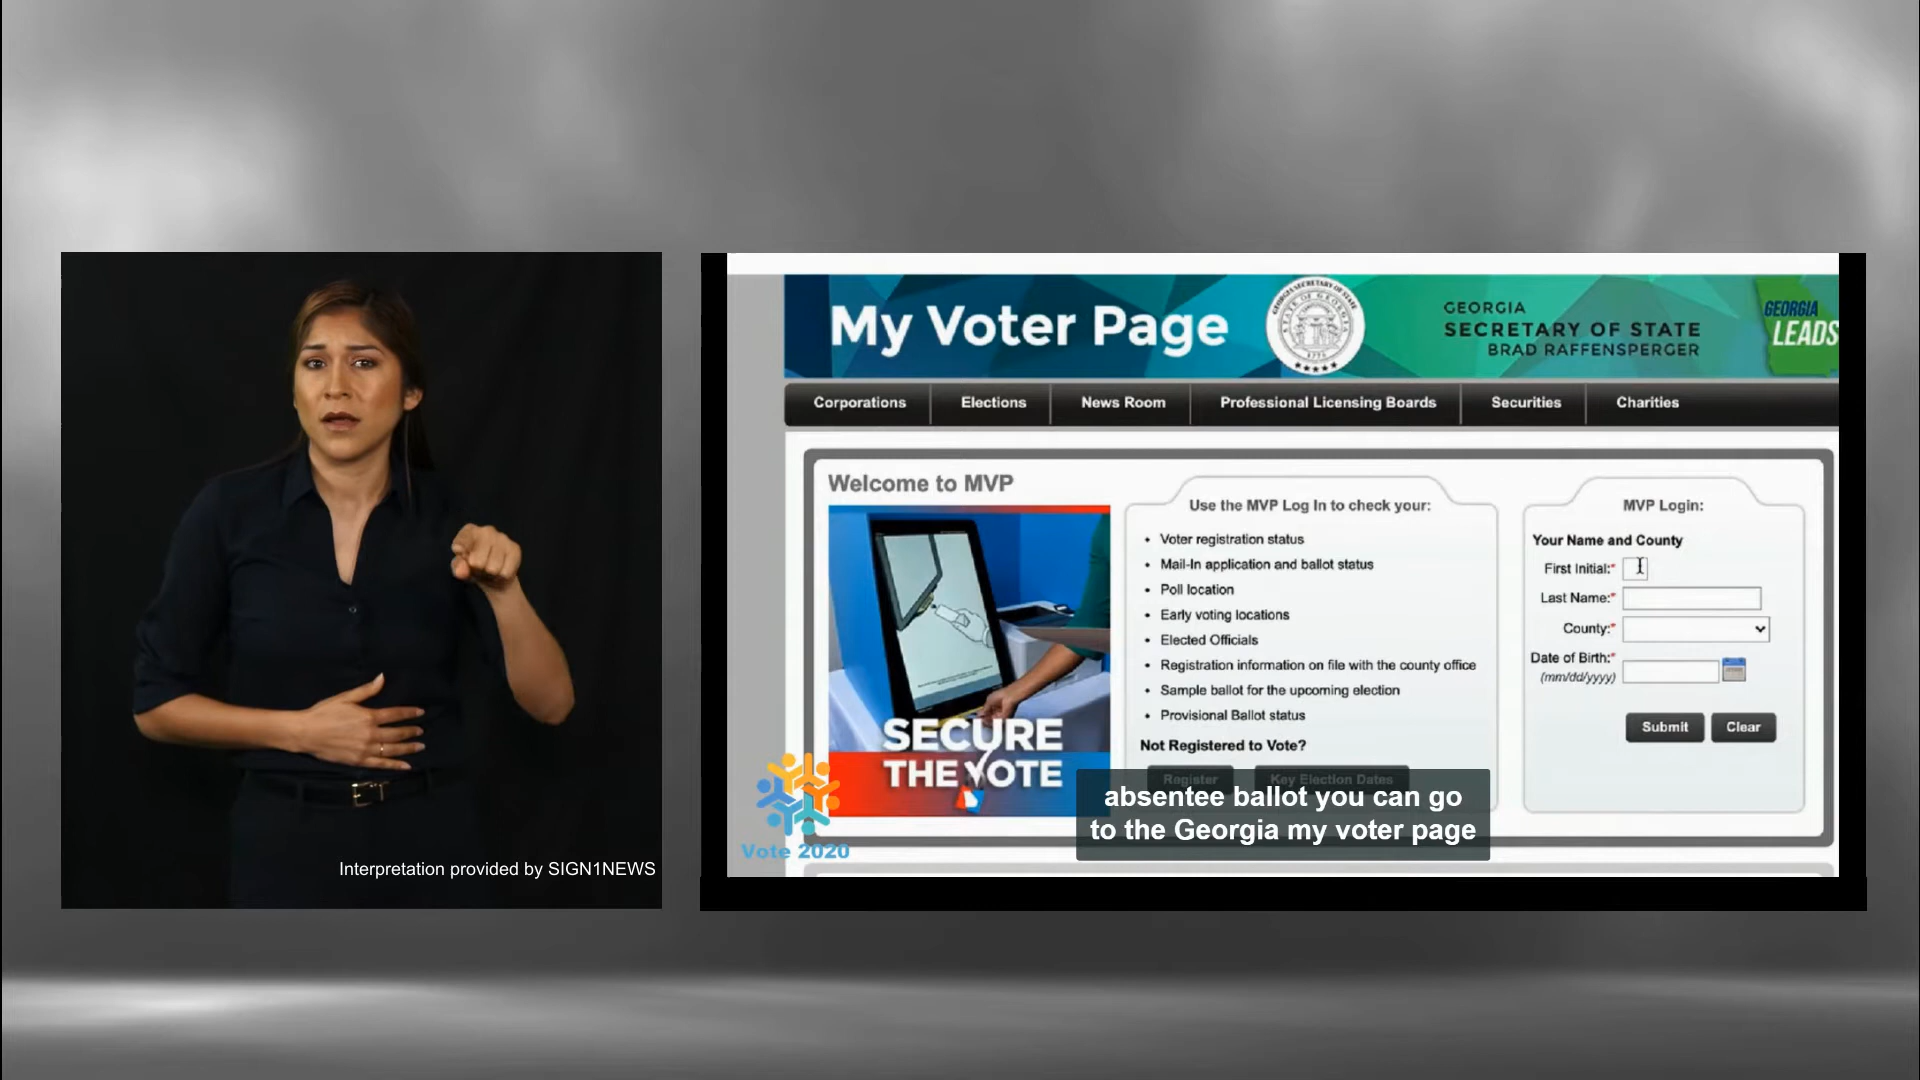 My Voter Page
GEORGIA
SECRETARY OF STATE
BRAD RAFFENSPERGER
GEORGIA
LEADS
Corporations
Elections
News Room
Professional Licensing Boards
Securities
Charities
Welcome to MVP
SECURE
THE VOTE
Use the MVP Log In to check your:
• Voter registration status
• Mail-In application and ballot status
• Poll location
• Early voting locations
• Elected Officials
• Registration information on file with the county office
• Sample ballot for the upcoming election
• Provisional Ballot status
Not Registered to Vote?
Register
Key Election Dates
MVP Login:
Your Name and County
First Initial:*
Last Name:*
County:*
Date of Birth:*
(mm/dd/yyyy)
Submit
Clear
Vote 2020
absentee ballot you can go
to the Georgia my voter page
Interpretation provided by SIGN1NEWS